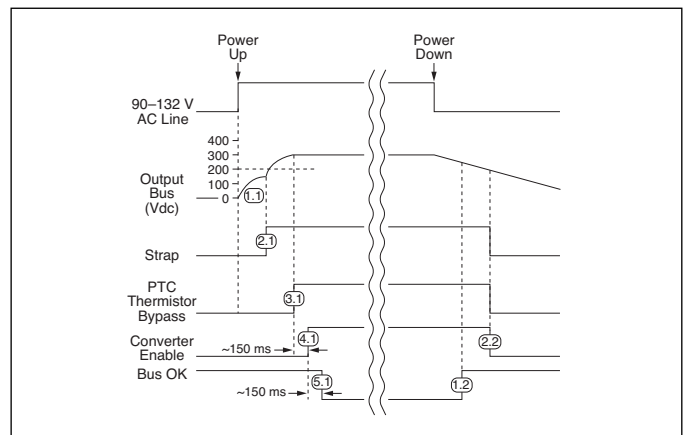 Power
Up
Power
Down
90–132 V
AC Line
400
300
200
100
0
Output
Bus
(Vdc)
1.1
Strap
2.1
PTC
Thermistor
Bypass
3.1
Converter
Enable
~150 ms
4.1
2.2
Bus OK
~150 ms
5.1
1.2